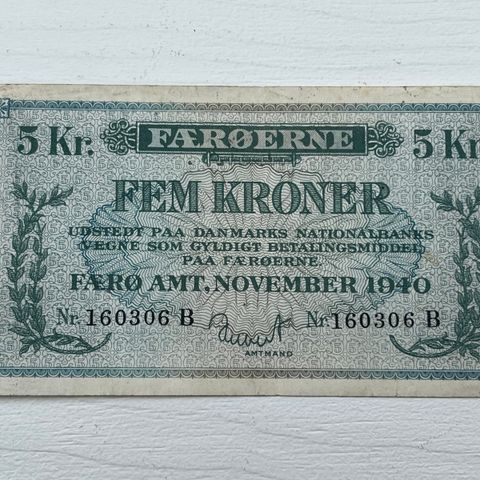 5 Kr. FÆRØERNE 5 Kr
FEM KRONER
UDSTEDT PAA DANMARKS NATIONALBANKS
VEGNE SOM GYLDIGT BETALINGSMIDDEL
PAA FÆRØERNE.
FÆRØ AMT, NOVEMBER 1940
Nr. 160306 B Nr. 160306 B
AMTMAND